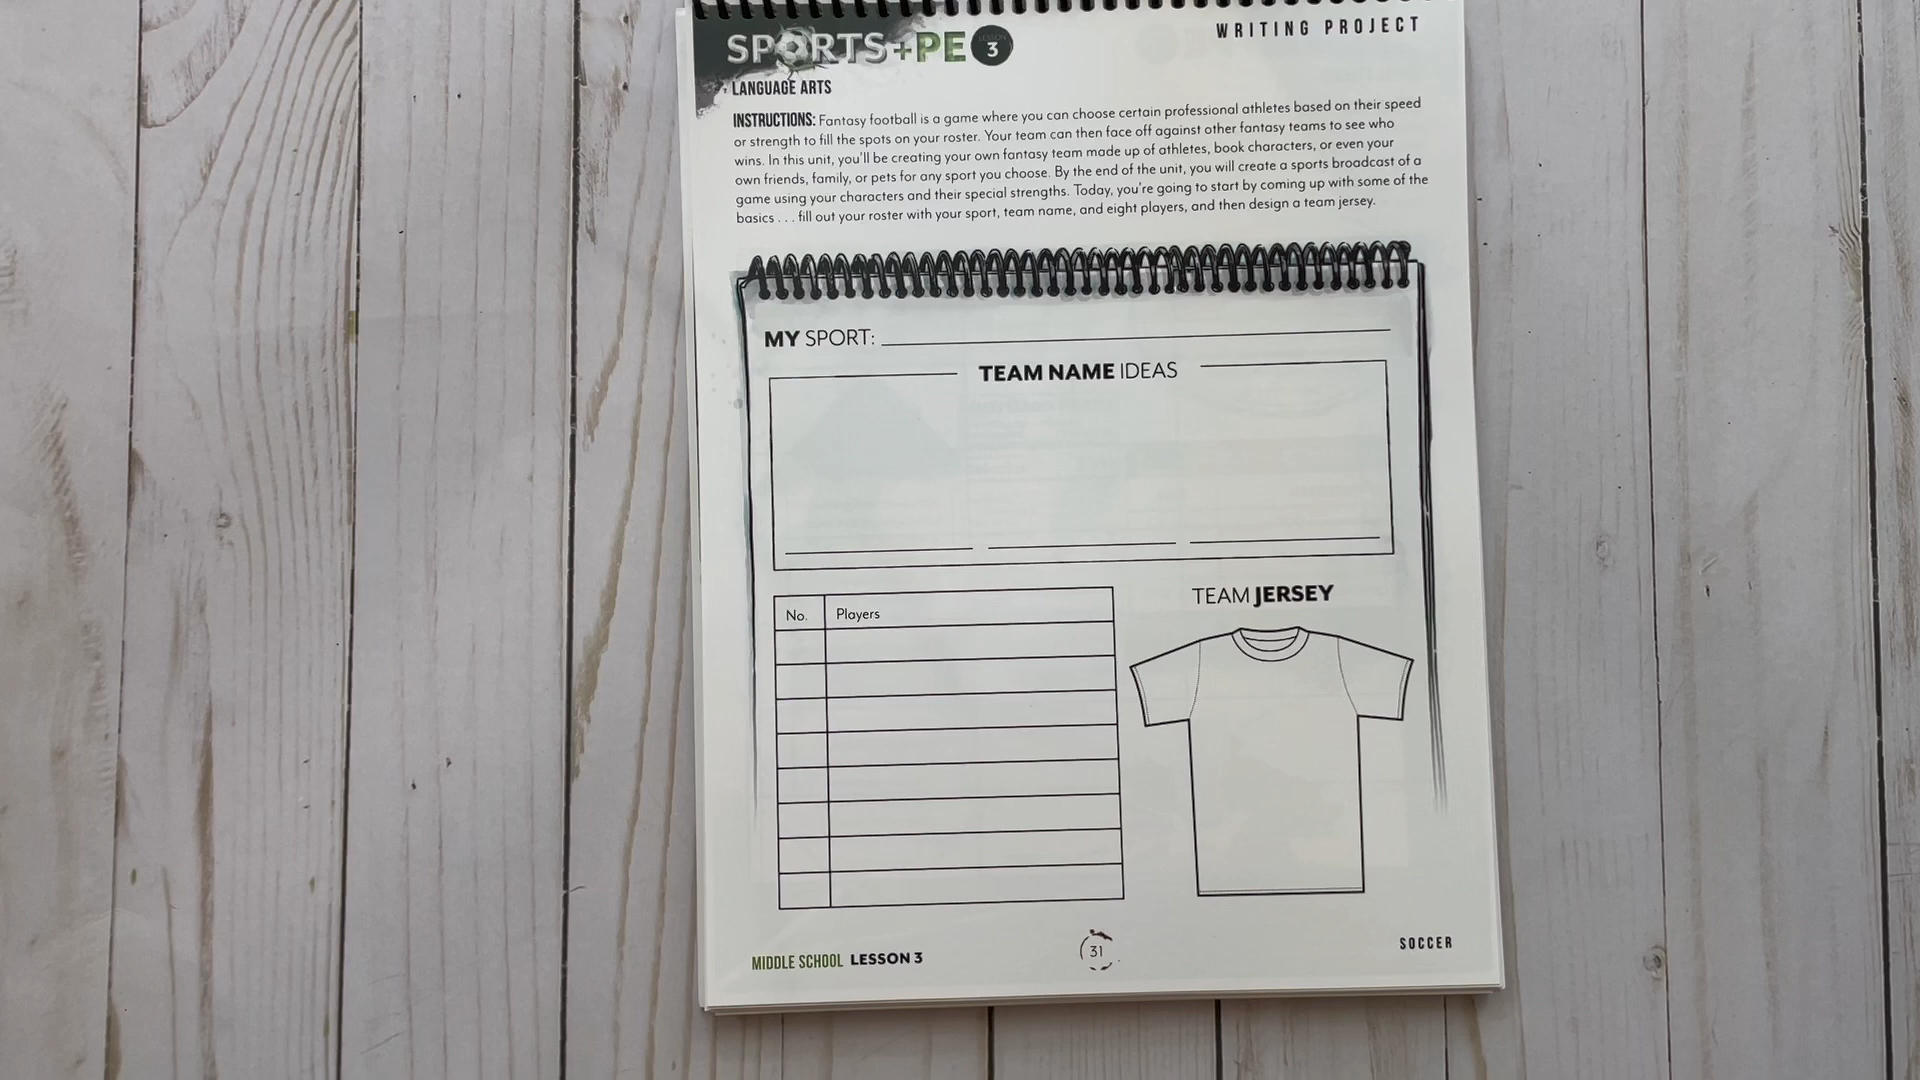 SPORTS+PE LESSON 3
WRITING PROJECT
LANGUAGE ARTS
INSTRUCTIONS: Fantasy football is a game where you can choose certain professional athletes based on their speed
or strength to fill the spots on your roster. Your team can then face off against other fantasy teams to see who
wins. In this unit, you'll be creating your own fantasy team made up of athletes, book characters, or even your
own friends, family, or pets for any sport you choose. By the end of the unit, you will create a sports broadcast of a
game using your characters and their special strengths. Today, you're going to start by coming up with some of the
basics . . . fill out your roster with your sport, team name, and eight players, and then design a team jersey.
MY SPORT:
TEAM NAME IDEAS
No. Players
TEAM JERSEY
MIDDLE SCHOOL LESSON 3
31
SOCCER